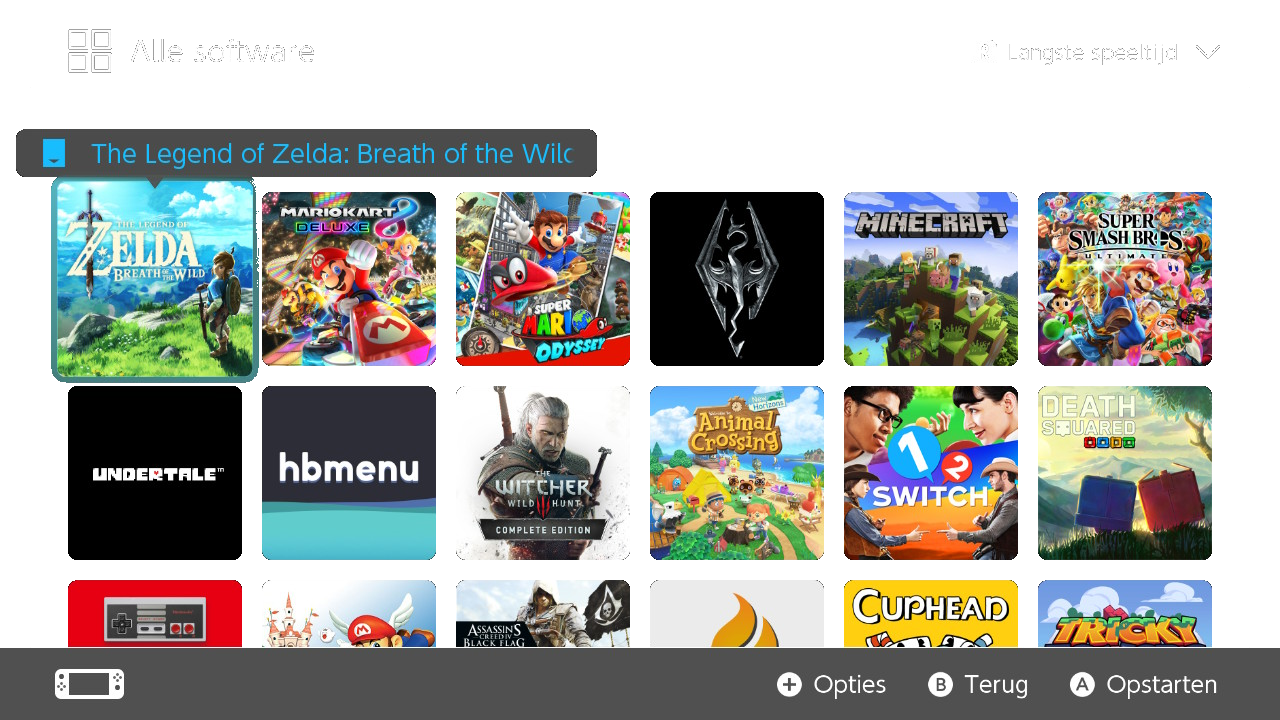 Alle software
Langste speeltijd
The Legend of Zelda: Breath of the Wild
THE LEGEND OF
ZELDA
BREATH OF THE WILD
MARIOKART 8
DELUXE
SUPER
MARIO
ODYSSEY
MINECRAFT
SUPER
SMASH BROS.
ULTIMATE
UNDERTALE™
hbmenu
THE
WITCHER
WILD HUNT
COMPLETE EDITION
New
Horizons
Animal
Crossing
1
2
SWITCH
DEATH
SQUARED
Nintendo
ASSASSIN'S
CREED IV
BLACK FLAG
CUPHEAD
TRICKY
+ Opties
B Terug
A Opstarten